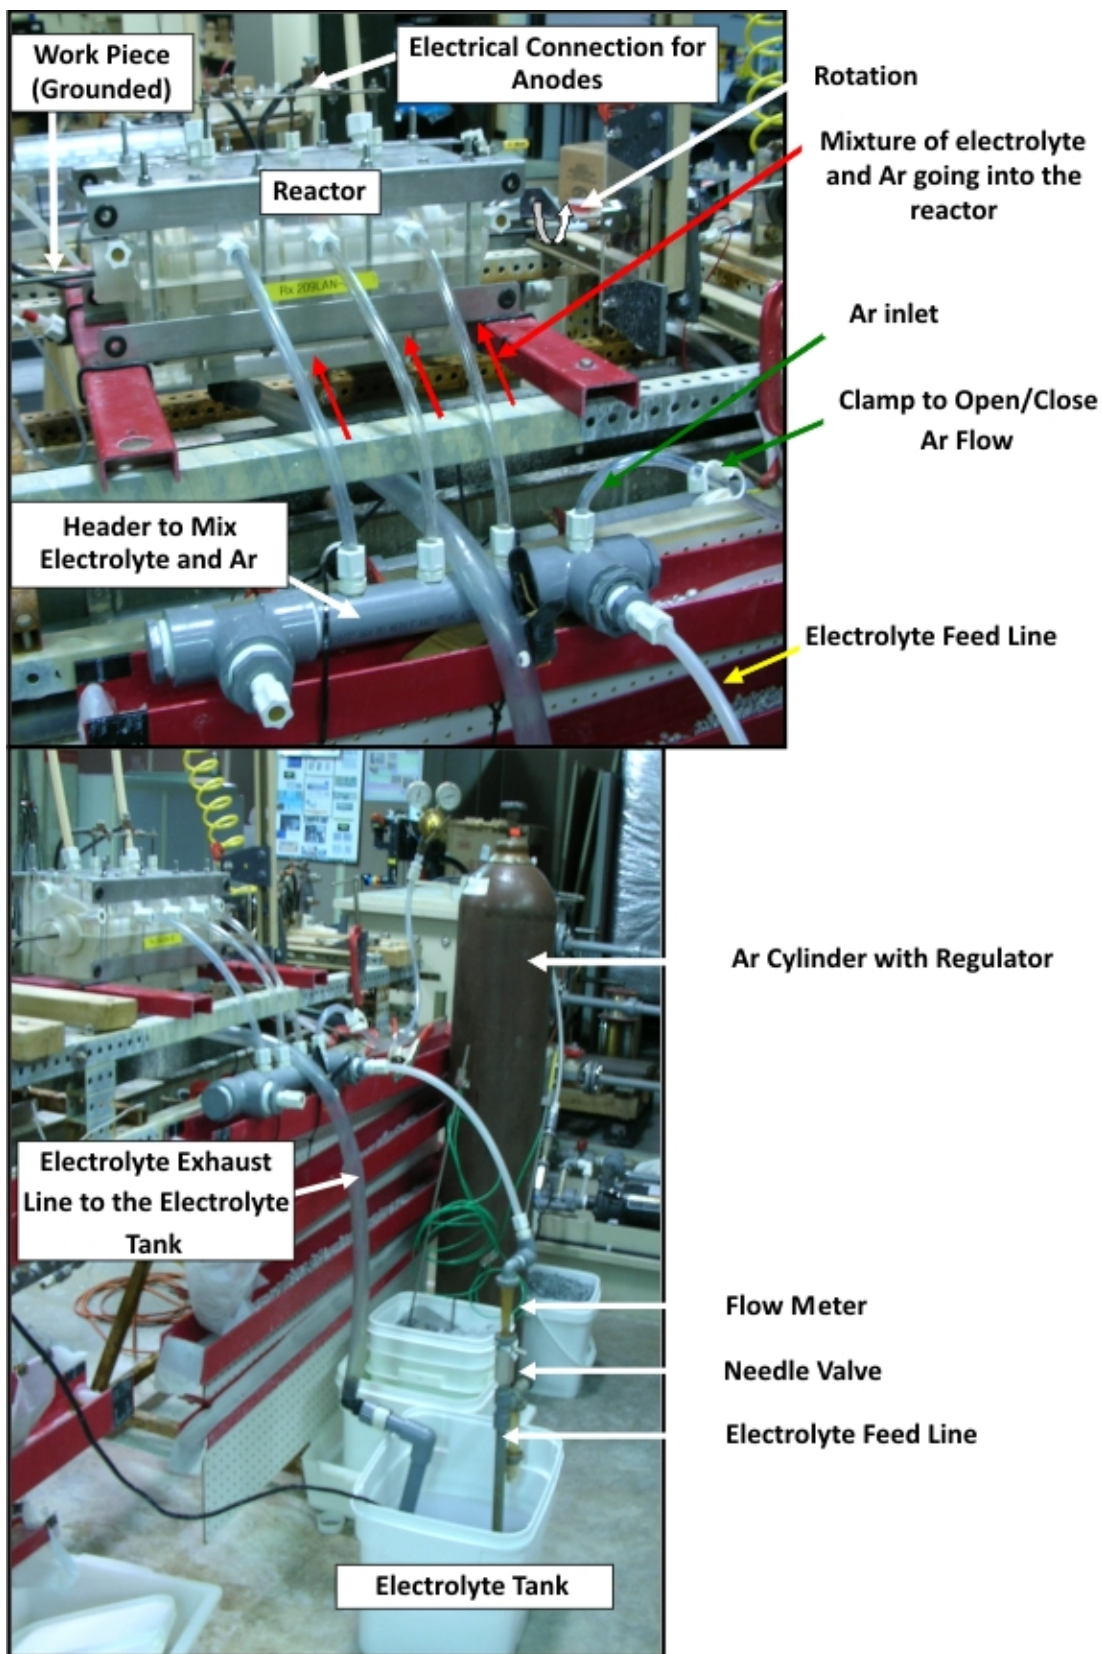 Work Piece
(Grounded)
Electrical Connection for
Anodes
Rotation
Mixture of electrolyte
and Ar going into the
reactor
Reactor
Rx 209LAN-
Ar inlet
Clamp to Open/Close
Ar Flow
Header to Mix
Electrolyte and Ar
Electrolyte Feed Line
Ar Cylinder with Regulator
Electrolyte Exhaust
Line to the Electrolyte
Tank
Flow Meter
Needle Valve
Electrolyte Feed Line
Electrolyte Tank